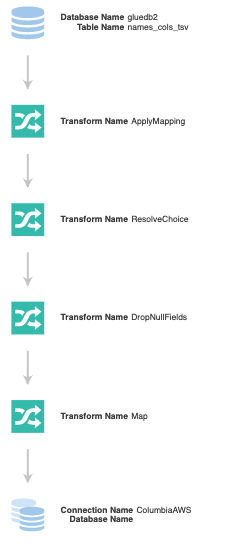 Database Name gluedb2
Table Name names_cols_tsv
Transform Name ApplyMapping
Transform Name ResolveChoice
Transform Name DropNullFields
Transform Name Map
Connection Name ColumbiaAWS
Database Name